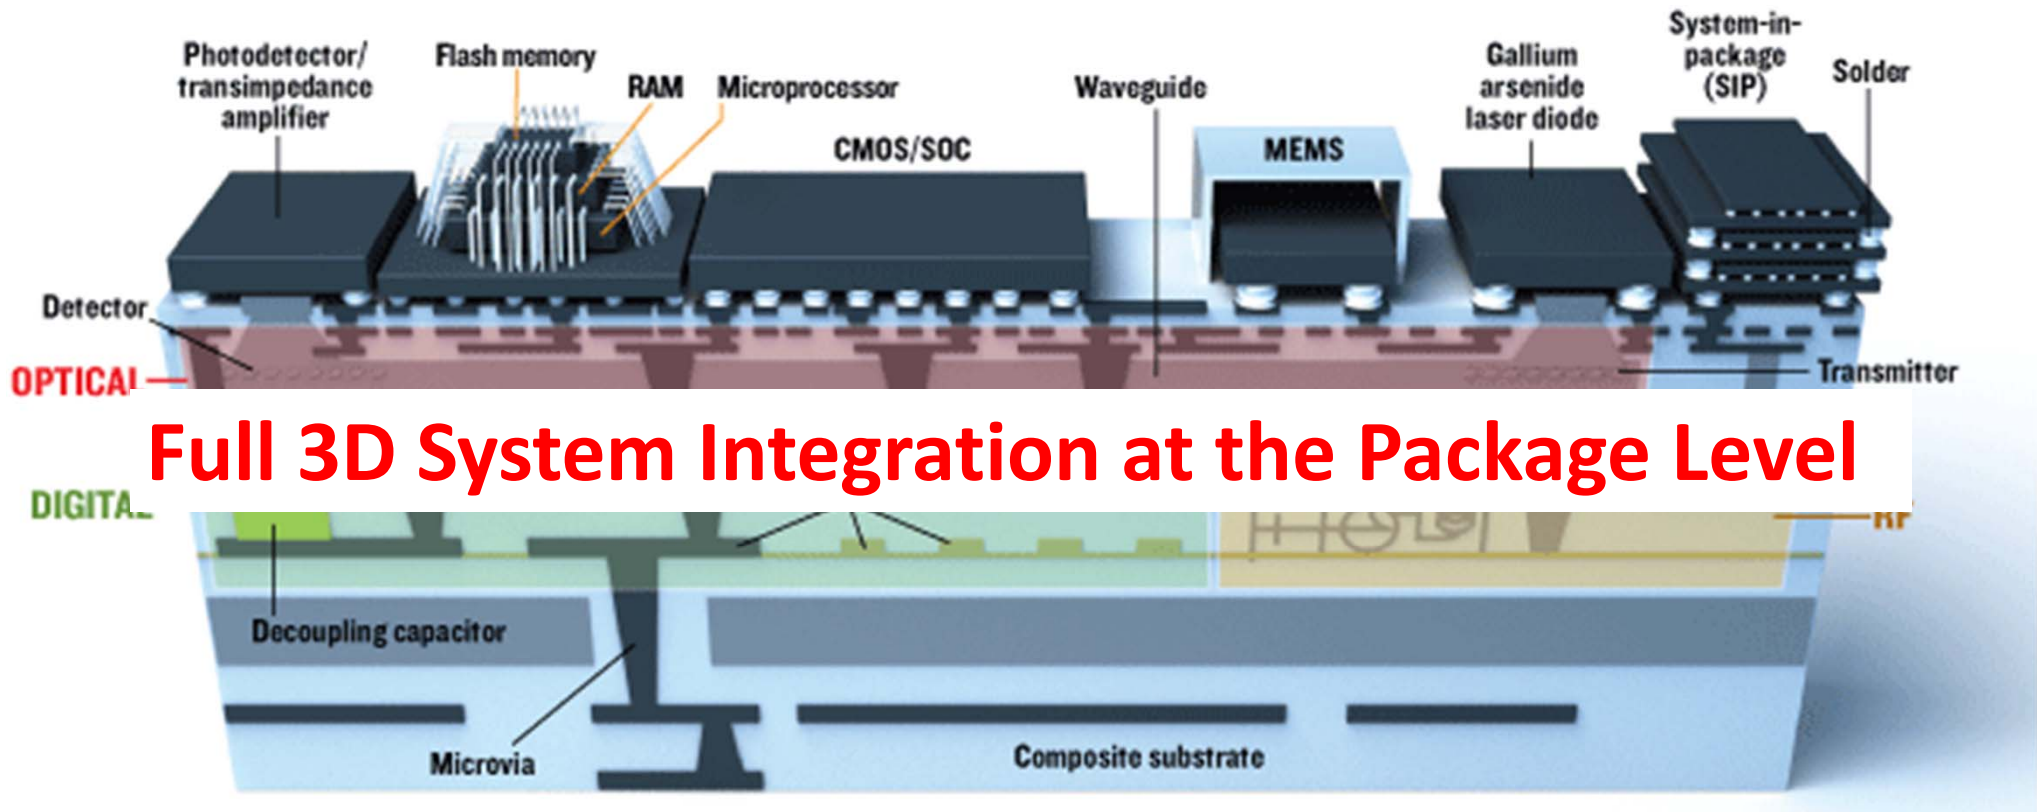 Photodetector/
transimpedance
amplifier
Flash memory
RAM
Microprocessor
CMOS/SOC
Waveguide
MEMS
Gallium
arsenide
laser diode
System-in-
package
(SIP)
Solder
Detector
OPTICAL
Transmitter
Full 3D System Integration at the Package Level
DIGITAL
RF
Decoupling capacitor
Microvia
Composite substrate